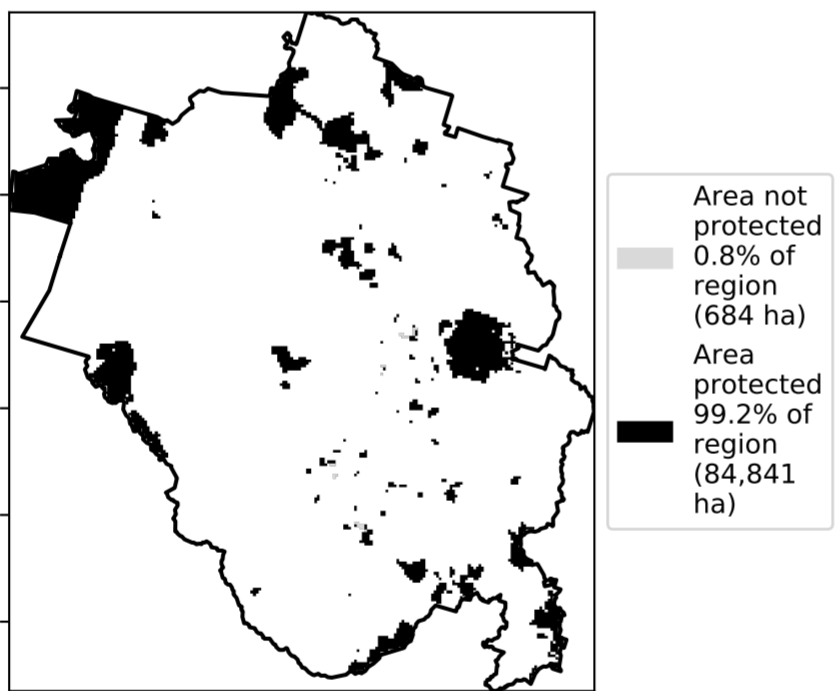 Area not
protected
0.8% of
region
(684 ha)
Area
protected
99.2% of
region
(84,841
ha)